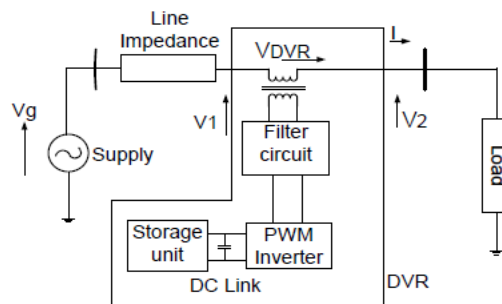 Line
Impedance
VDVR
I
Vg
V1
V2
Supply
Filter
circuit
Load
Storage
unit
PWM
Inverter
DC Link
DVR